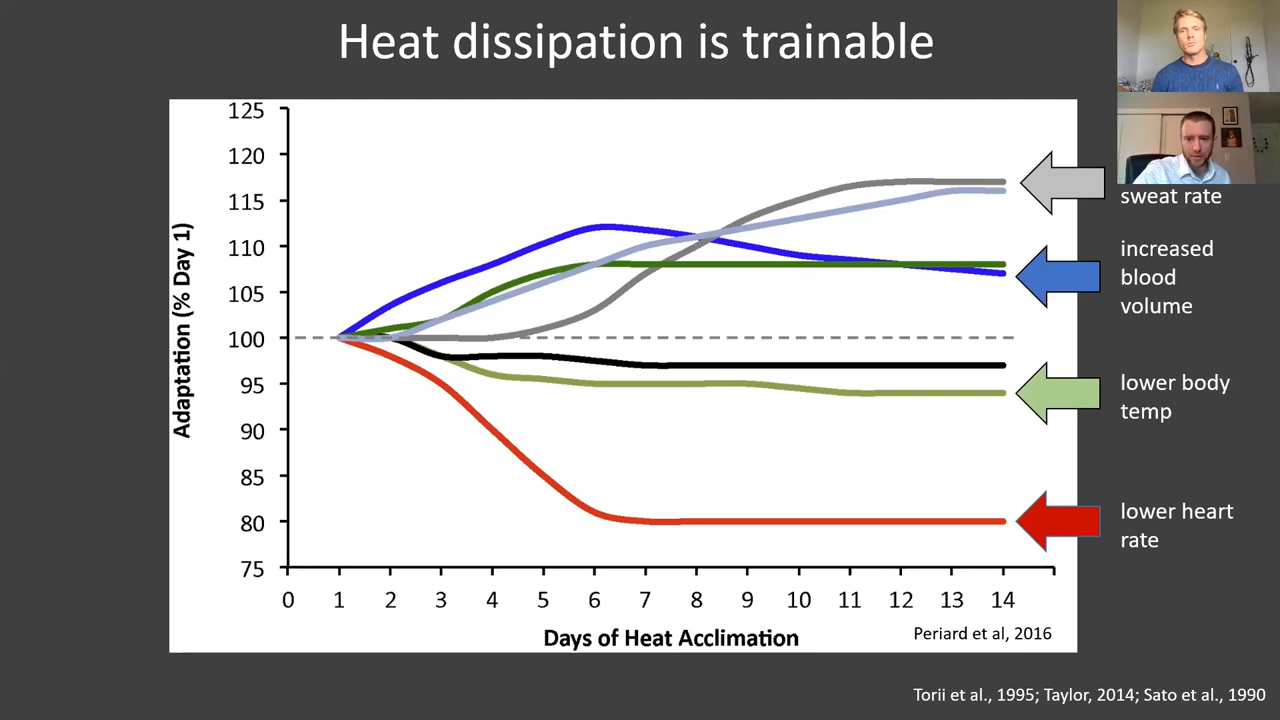 Heat dissipation is trainable
125
120
115
110
105
100
95
90
85
80
75
Adaptation (% Day 1)
0 1 2 3 4 5 6 7 8 9 10 11 12 13 14
Days of Heat Acclimation
Periard et al, 2016
sweat rate
increased
blood
volume
lower body
temp
lower heart
rate
Torii et al., 1995; Taylor, 2014; Sato et al., 1990